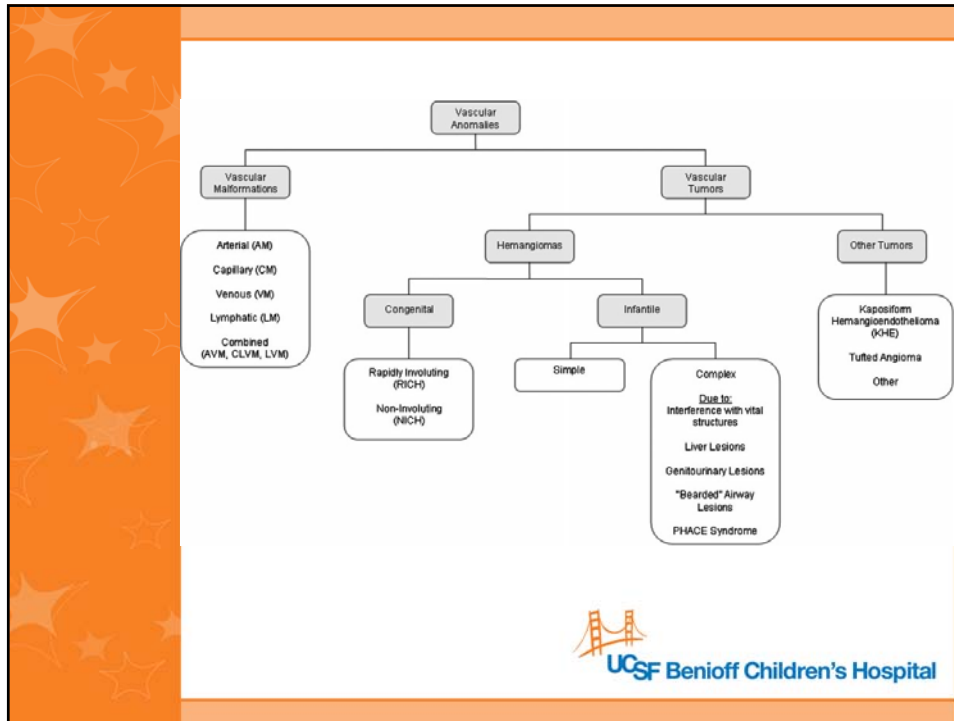 Vascular
Anomalies
Vascular
Malformations
Vascular
Tumors
Arterial (AM)
Capillary (CM)
Venous (VM)
Lymphatic (LM)
Combined
(AVM, CLVM, LVM)
Hemangiomas
Other Tumors
Congenital
Infantile
Kaposiform
Hemangioendothelioma
(KHE)
Tufted Angioma
Other
Rapidly Involuting
(RICH)
Non-Involuting
(NICH)
Simple
Complex
Due to:
Interference with vital
structures
Liver Lesions
Genitourinary Lesions
"Bearded" Airway
Lesions
PHACE Syndrome
UCSF Benioff Children's Hospital